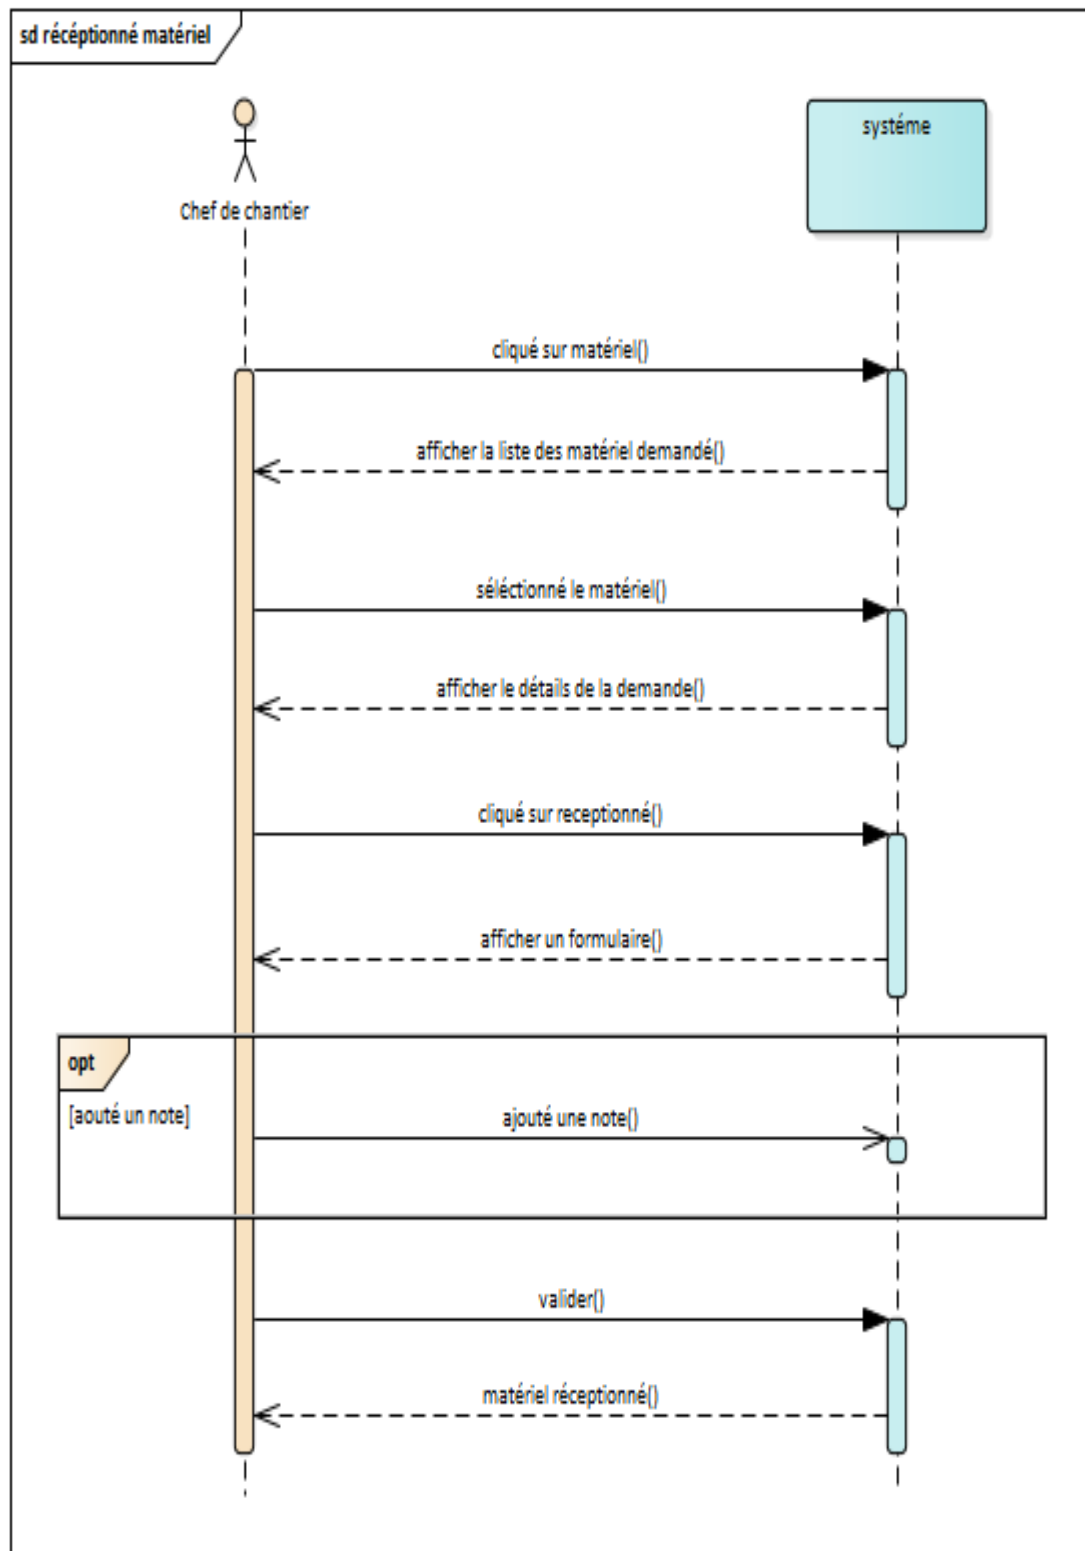 sd récéptionné matériel
systéme
Chef de chantier
cliqué sur matériel()
afficher la liste des matériel demandé()
séléctionné le matériel()
afficher le détails de la demande()
cliqué sur receptionné()
afficher un formulaire()
opt
[aouté un note]
ajouté une note()
valider()
matériel réceptionné()